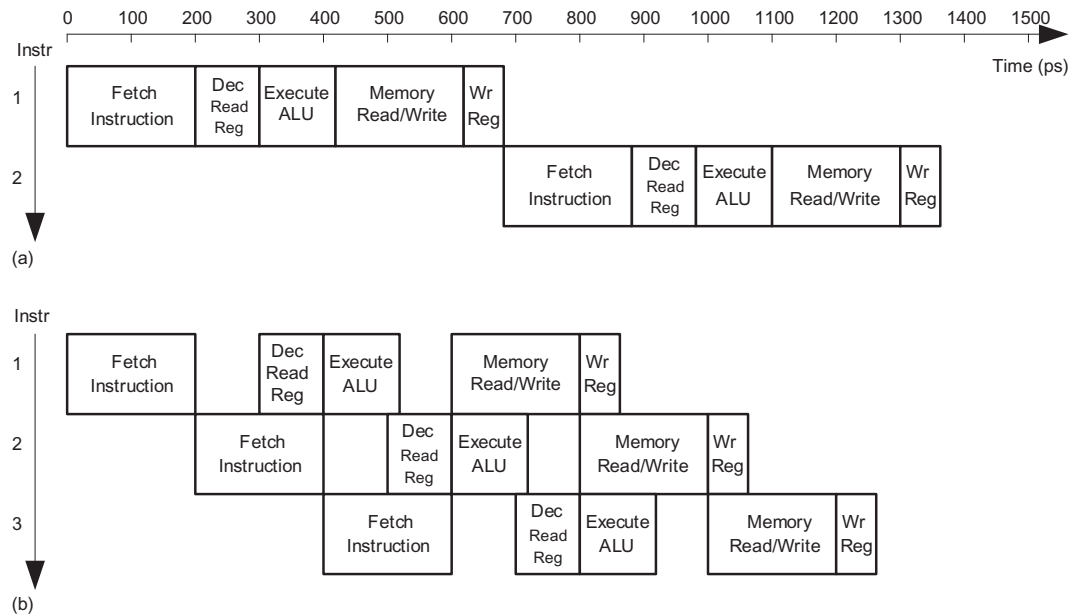 0 100 200 300 400 500 600 700 800 900 1000 1100 1200 1300 1400 1500
Time (ps)
Instr
1
Fetch
Instruction
Dec
Read
Reg
Execute
ALU
Memory
Read/Write
Wr
Reg
2
Fetch
Instruction
Dec
Read
Reg
Execute
ALU
Memory
Read/Write
Wr
Reg
(a)
Instr
1
Fetch
Instruction
Dec
Read
Reg
Execute
ALU
Memory
Read/Write
Wr
Reg
2
Fetch
Instruction
Dec
Read
Reg
Execute
ALU
Memory
Read/Write
Wr
Reg
3
Fetch
Instruction
Dec
Read
Reg
Execute
ALU
Memory
Read/Write
Wr
Reg
(b)